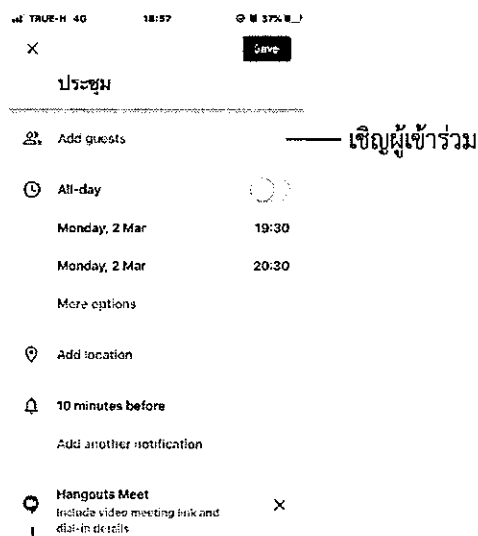 TRUE-H 4G 18:57 37%
Save
ประชุม
Add guests
เชิญผู้เข้าร่วม
All-day
Monday, 2 Mar 19:30
Monday, 2 Mar 20:30
More options
Add location
10 minutes before
Add another notification
Hangouts Meet
Include video meeting link and
dial-in details